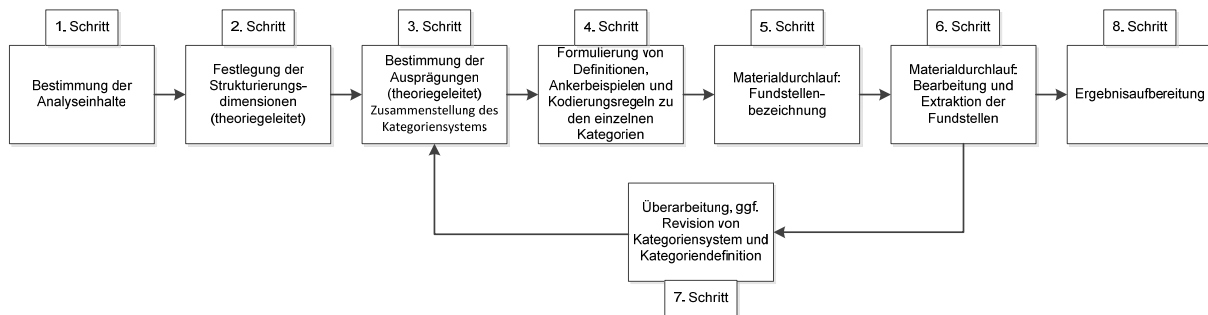 1. Schritt
Bestimmung der
Analyseinhalte
2. Schritt
Festlegung der
Strukturierungs-
dimensionen
(theoriegeleitet)
3. Schritt
Bestimmung der
Ausprägungen
(theoriegeleitet)
Zusammenstellung des
Kategoriensystems
4. Schritt
Formulierung von
Definitionen,
Ankerbeispielen und
Kodierungsregeln zu
den einzelnen
Kategorien
5. Schritt
Materialdurchlauf:
Fundstellen-
bezeichnung
6. Schritt
Materialdurchlauf:
Bearbeitung und
Extraktion der
Fundstellen
8. Schritt
Ergebnisaufbereitung
Überarbeitung, ggf.
Revision von
Kategoriensystem und
Kategoriendefinition
7. Schritt